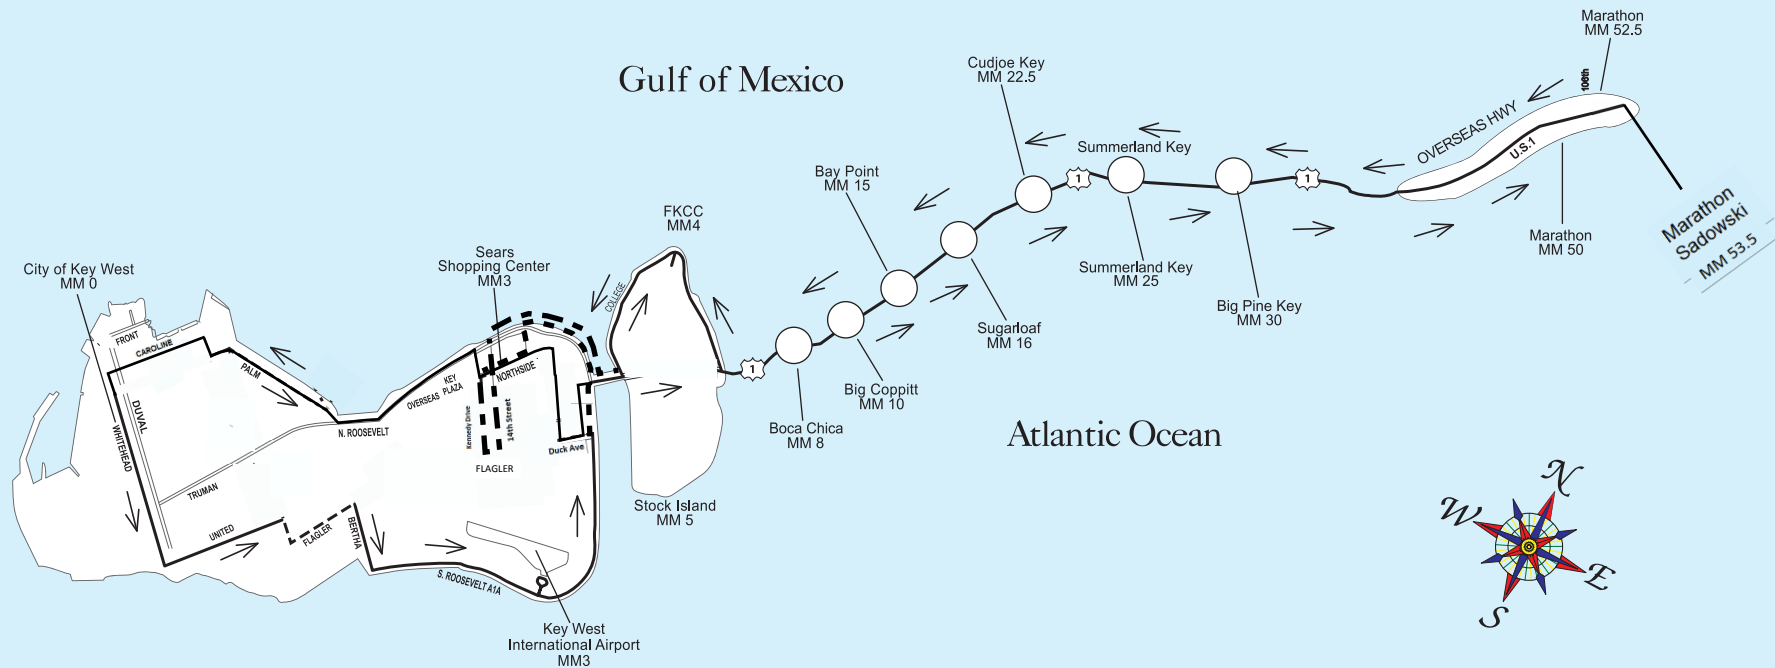 Marathon
MM 52.5
Cudjoe Key
MM 22.5
Gulf of Mexico
106th
OVERSEAS HWY
Summerland Key
U.S.1
1
1
Bay Point
MM 15
Marathon
Sadowski
MM 53.5
FKCC
MM4
Marathon
MM 50
Sears
Shopping Center
MM3
City of Key West
MM 0
Summerland Key
MM 25
COLLEGE
Big Pine Key
MM 30
Sugarloaf
MM 16
FRONT
CAROLINE
PALM
1
KEY
OVERSEAS PLAZA
NORTHSIDE
Big Coppitt
MM 10
DUVAL
WHITEHEAD
N. ROOSEVELT
Kennedy Drive
14th Street
Duck Ave
Boca Chica
MM 8
Atlantic Ocean
FLAGLER
TRUMAN
Stock Island
MM 5
UNITED
FLAGLER
BERTHA
S. ROOSEVELT A1A
N
W
E
S
Key West
International Airport
MM3